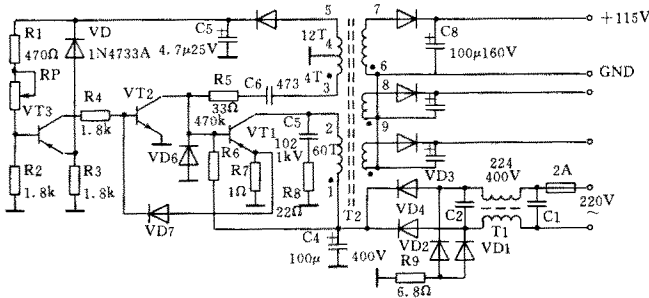 R1
470Ω
RP
VT3
R2
1.8k
VD
1N4733A
R4
1.8k
R3
1.8k
C5
4.7μ25V
VT2
VD6
VD7
R5
33Ω
470k
R6
C6 473
VT1
R7
1Ω
22Ω
C5
102
1kV
R8
5
12T
4
4T
3
2
60T
1
T2
C4
100μ
400V
7
6
8
9
C8
100μ160V
+115V
GND
VD3
VD4
VD2
VD1
R9
6.8Ω
C2
224
400V
T1
C1
2A
220V
~